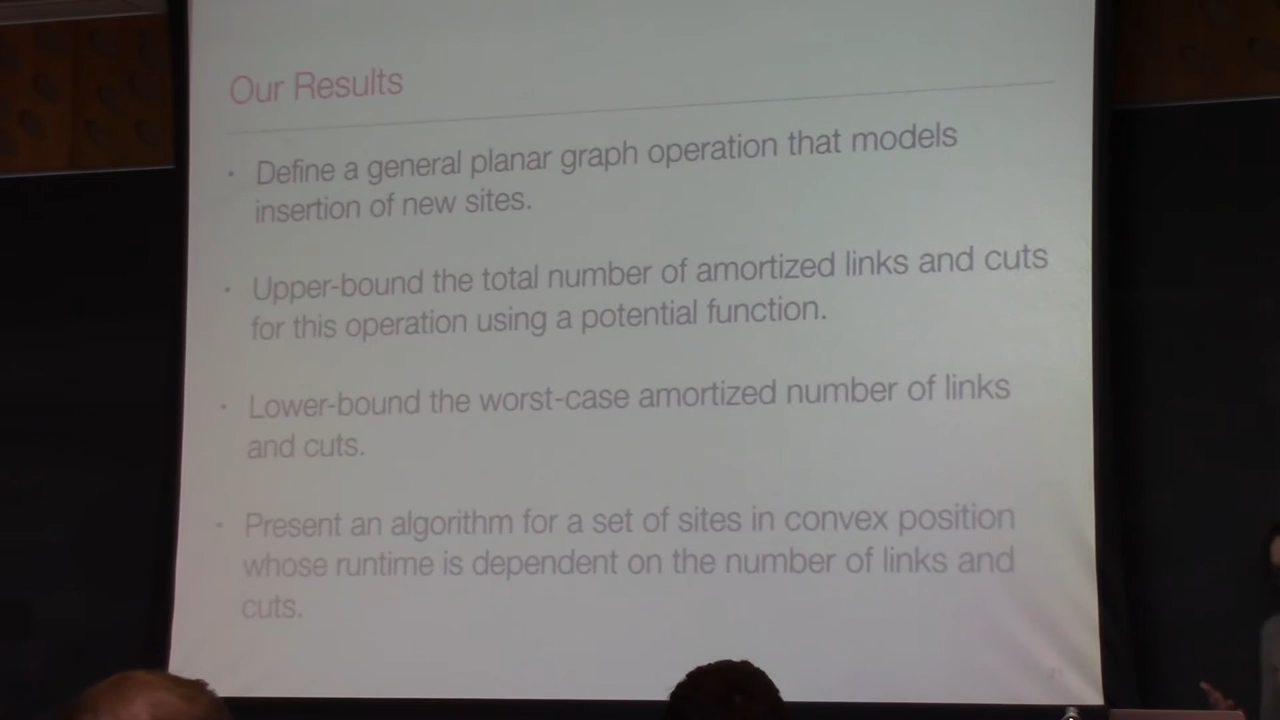 Our Results
· Define a general planar graph operation that models
insertion of new sites.
· Upper-bound the total number of amortized links and cuts
for this operation using a potential function.
· Lower-bound the worst-case amortized number of links
and cuts.
· Present an algorithm for a set of sites in convex position
whose runtime is dependent on the number of links and
cuts.